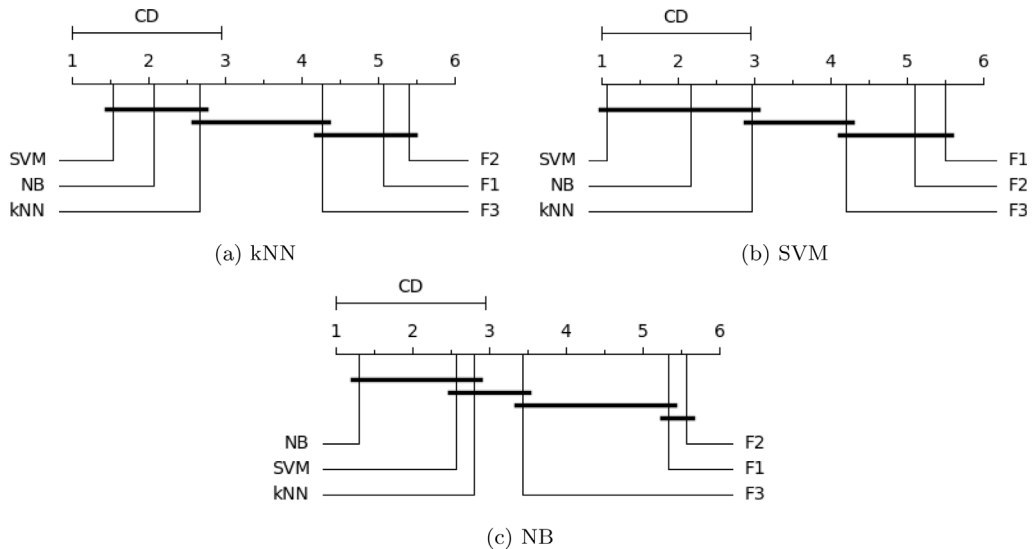 CD
1 2 3 4 5 6
SVM F2
NB F1
kNN F3
(a) kNN
CD
1 2 3 4 5 6
SVM F1
NB F2
kNN F3
(b) SVM
CD
1 2 3 4 5 6
NB F2
SVM F1
kNN F3
(c) NB